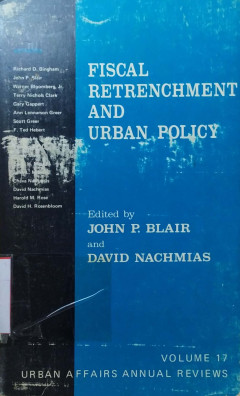 Richard D. Bingham
John P. Blair
Warner Bloomberg, Jr.
Terry Nichols Clark
Gary Gappert
Ann Lennarson Greer
Scott Greer
F. Ted Hebert
David Nachmias
Harold M. Rose
David H. Rosenbloom
FISCAL
RETRENCHMENT
AND
URBAN POLICY
Edited by
JOHN P. BLAIR
and
DAVID NACHMIAS
VOLUME 17
URBAN AFFAIRS ANNUAL REVIEWS